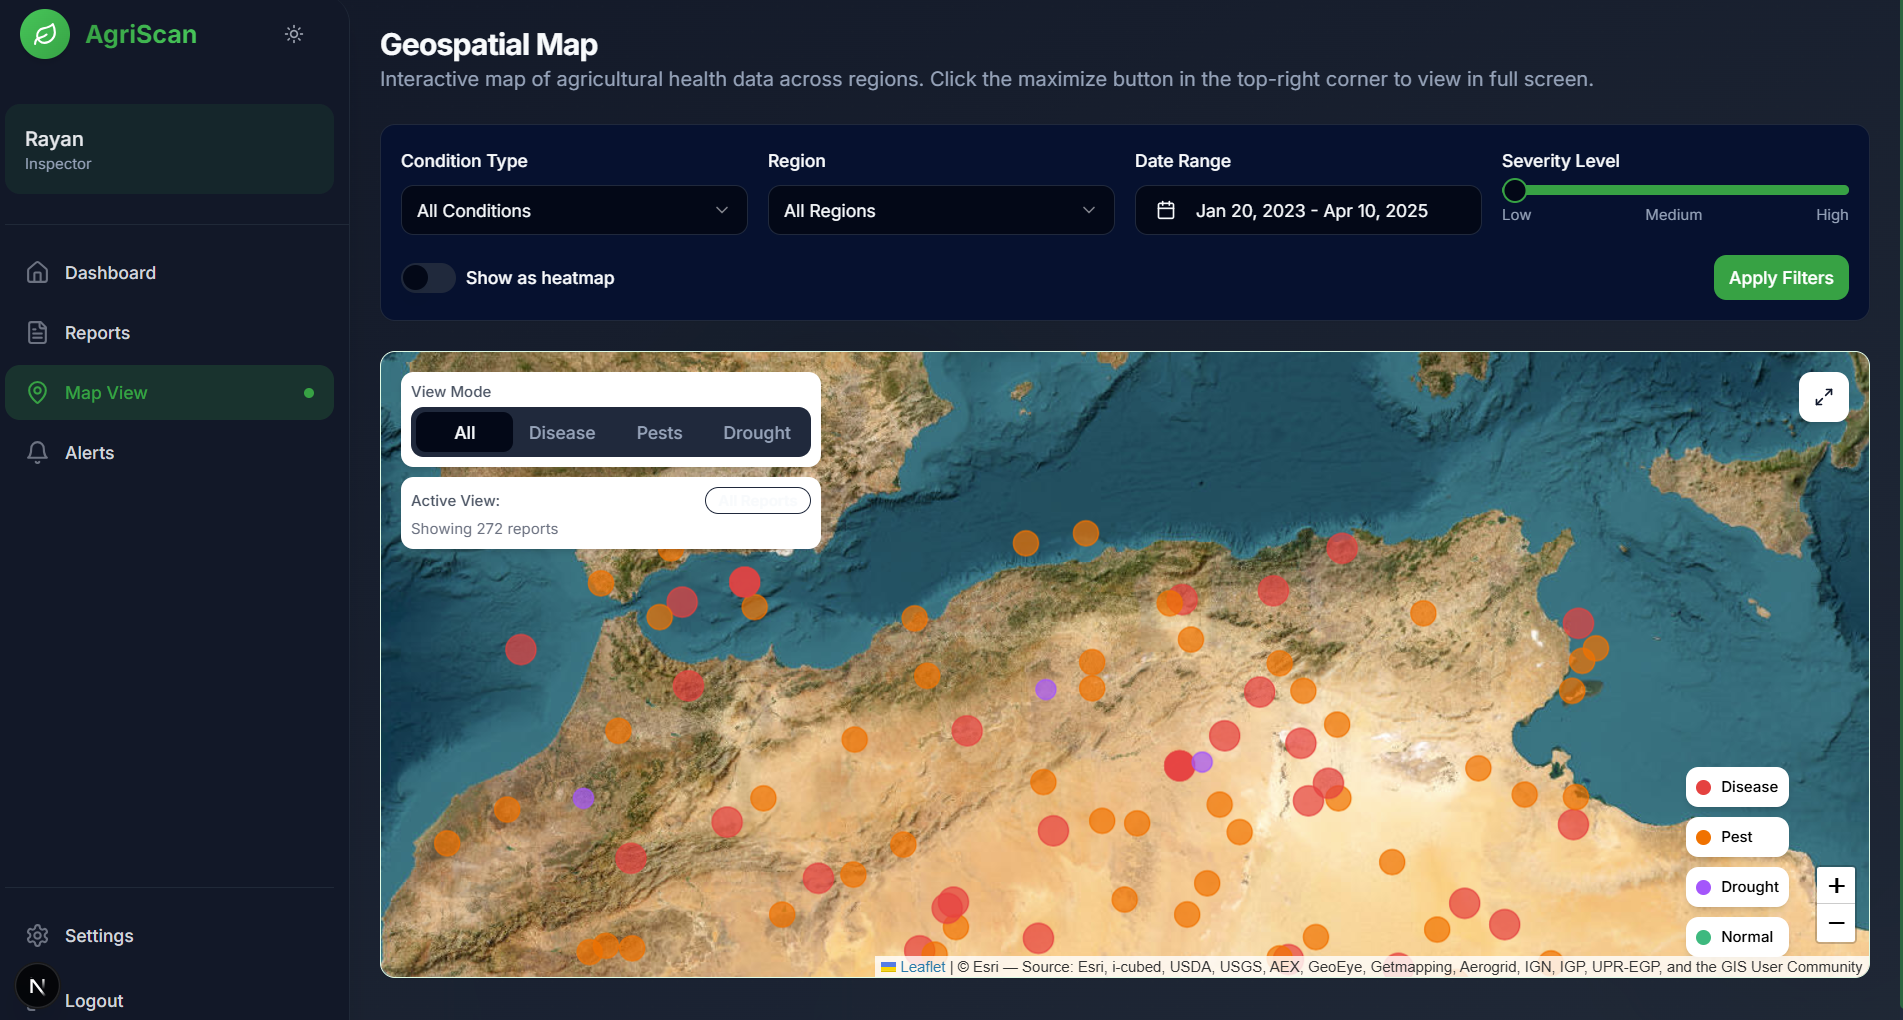 AgriScan
Rayan
Inspector
Dashboard
Reports
Map View
Alerts
Settings
N
Logout
Geospatial Map
Interactive map of agricultural health data across regions. Click the maximize button in the top-right corner to view in full screen.
Condition Type
All Conditions
Region
All Regions
Date Range
Jan 20, 2023 - Apr 10, 2025
Severity Level
Low Medium High
Show as heatmap
Apply Filters
View Mode
All Disease Pests Drought
Active View: All Reports
Showing 272 reports
Disease
Pest
Drought
Normal
+
−
Leaflet | © Esri — Source: Esri, i-cubed, USDA, USGS, AEX, GeoEye, Getmapping, Aerogrid, IGN, IGP, UPR-EGP, and the GIS User Community